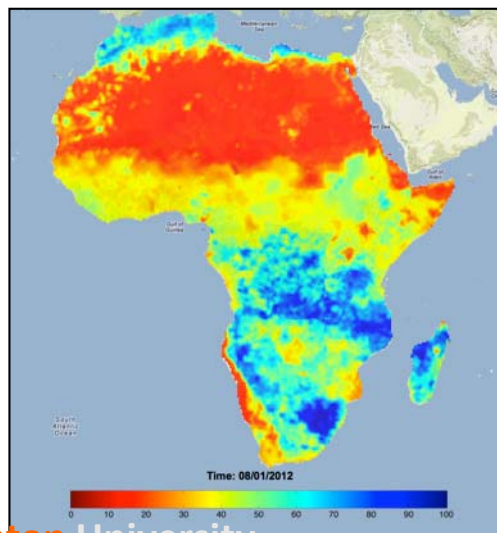 Mediterranean
Sea
Red Sea
Gulf of
Aden
Gulf of
Guinea
South
Atlantic
Ocean
Time: 08/01/2012
0 10 20 30 40 50 60 70 80 90 100
University